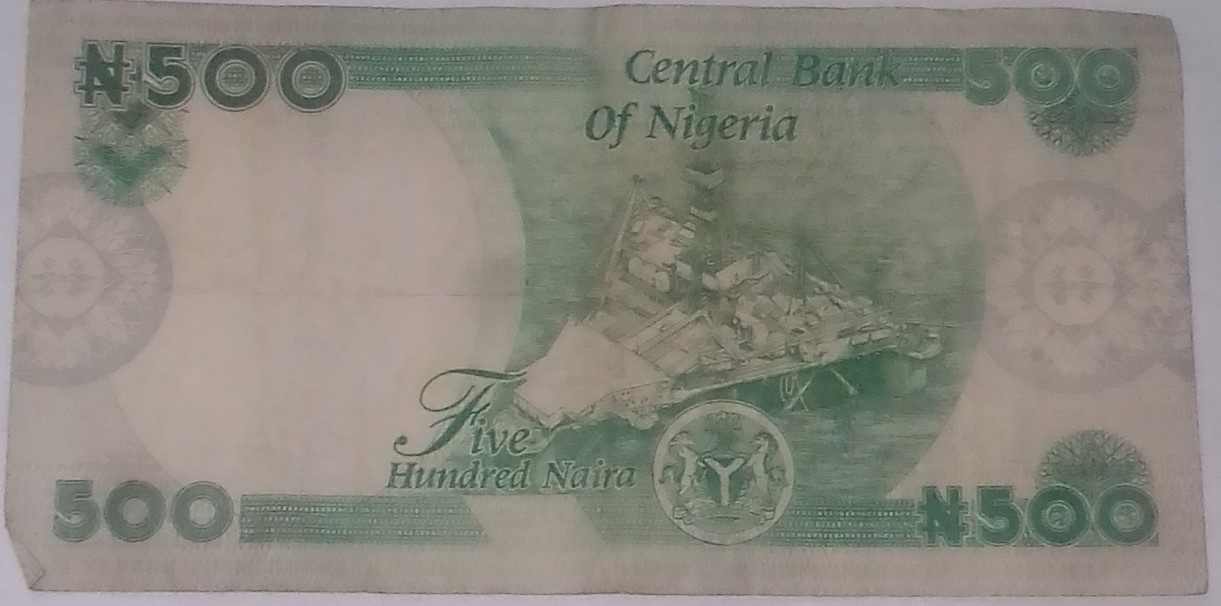 ₦500
Central Bank
Of Nigeria
500
Five
Hundred Naira
500
₦500